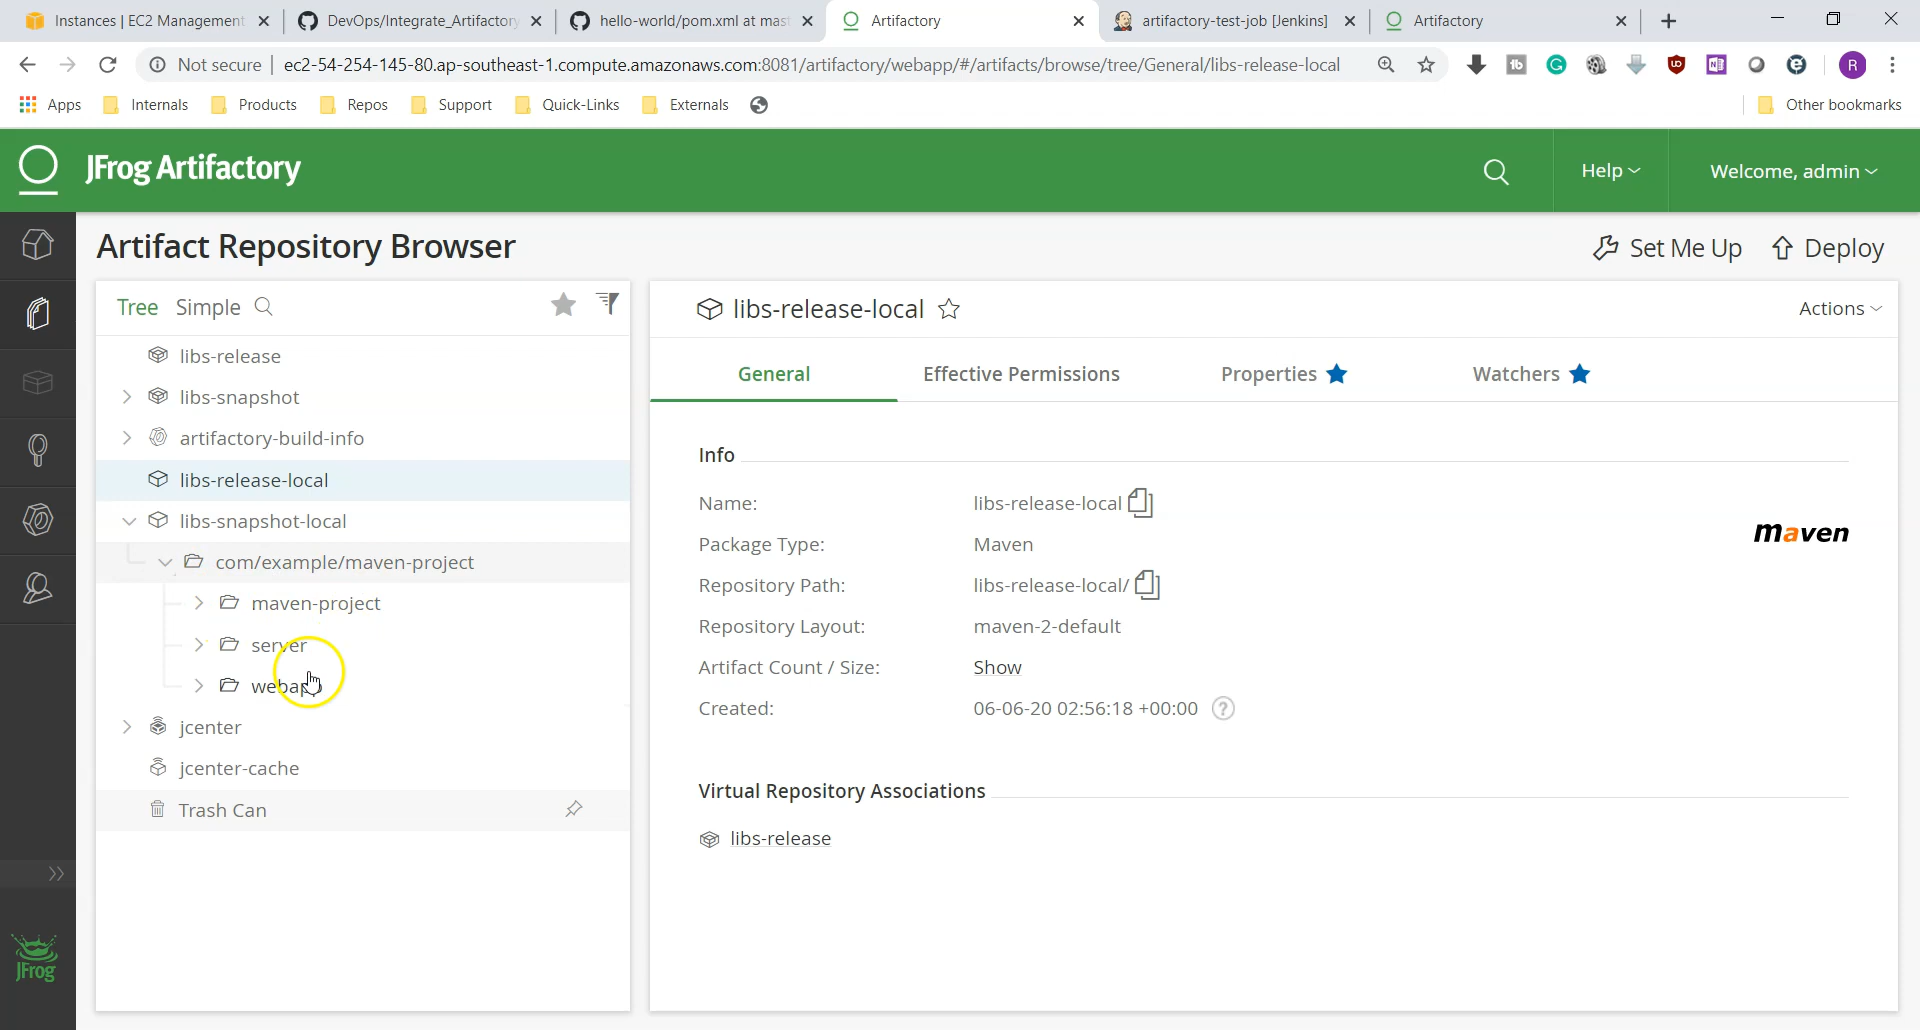 Instances | EC2 Management
DevOps/Integrate_Artifactory
hello-world/pom.xml at mast
Artifactory
artifactory-test-job [Jenkins]
Artifactory
Not secure
ec2-54-254-145-80.ap-southeast-1.compute.amazonaws.com:8081/artifactory/webapp/#/artifacts/browse/tree/General/libs-release-local
R
Apps
Internals
Products
Repos
Support
Quick-Links
Externals
Other bookmarks
JFrog Artifactory
Help
Welcome, admin
Artifact Repository Browser
Set Me Up
Deploy
Tree
Simple
libs-release
libs-snapshot
artifactory-build-info
libs-release-local
libs-snapshot-local
com/example/maven-project
maven-project
server
webapp
jcenter
jcenter-cache
Trash Can
JFrog
libs-release-local
Actions
General
Effective Permissions
Properties
Watchers
Info
Name: libs-release-local
Package Type: Maven
Repository Path: libs-release-local/
Repository Layout: maven-2-default
Artifact Count / Size: Show
Created: 06-06-20 02:56:18 +00:00 ?
maven
Virtual Repository Associations
libs-release